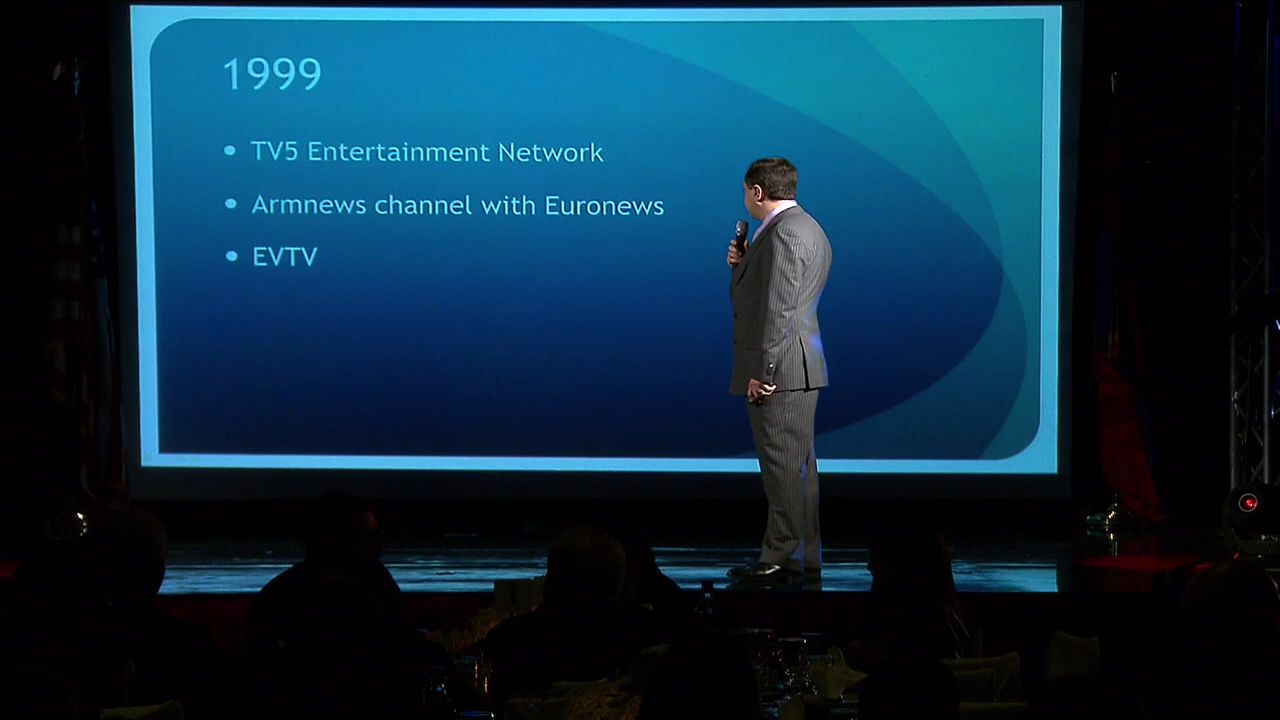 1999
• TV5 Entertainment Network
• Armnews channel with Euronews
• EVTV